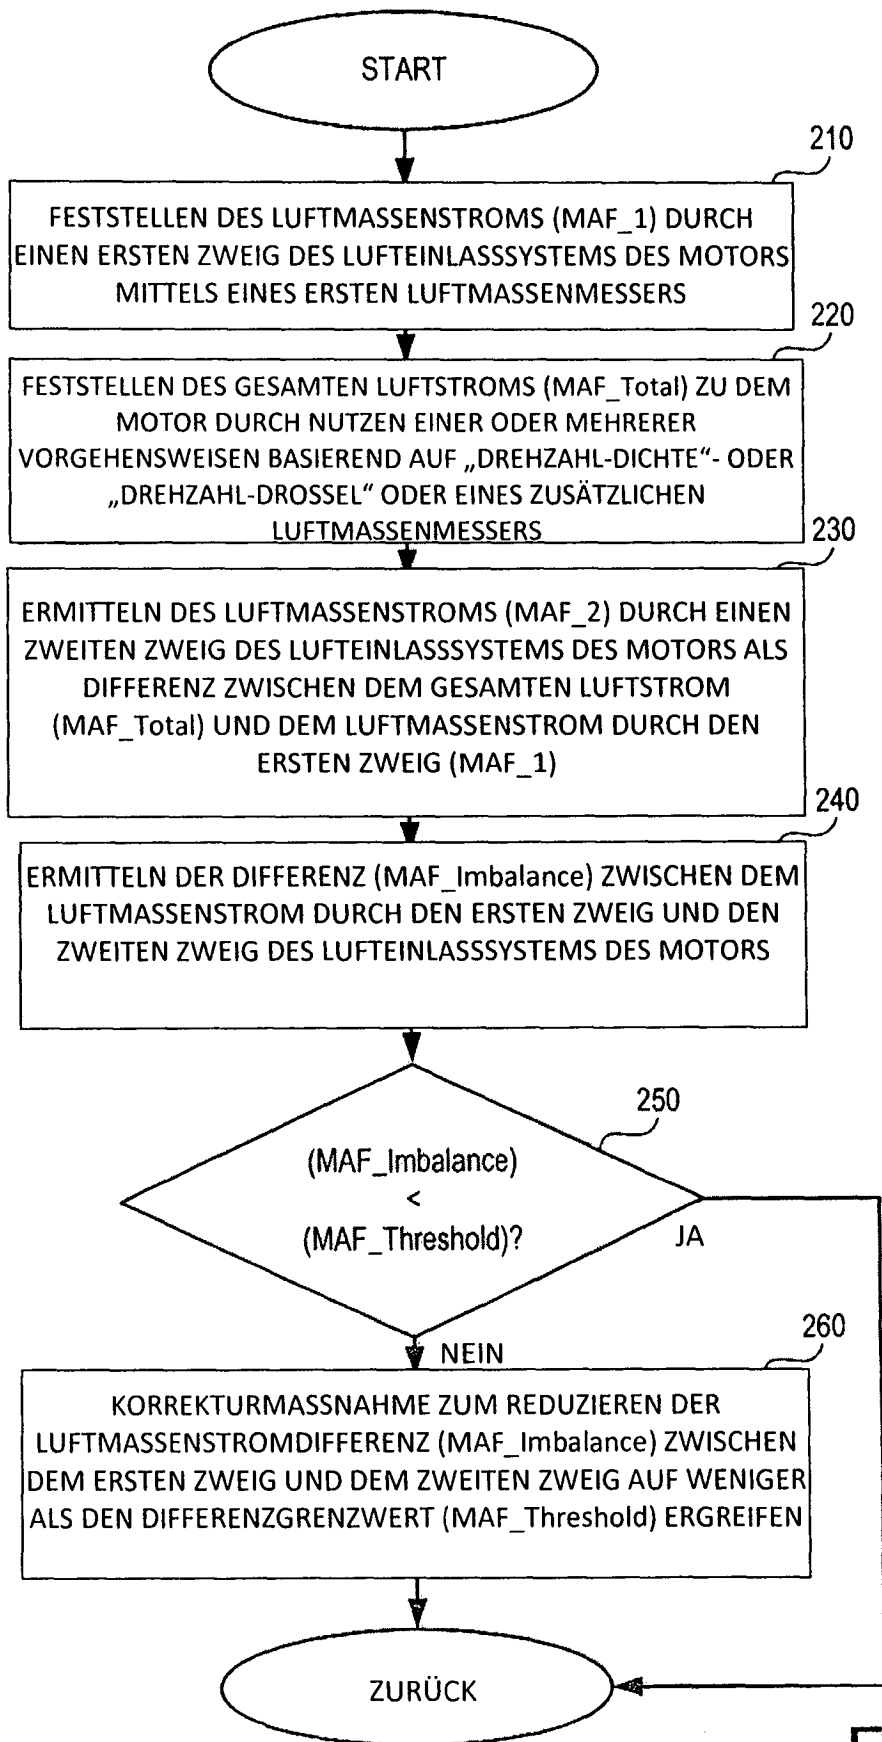 START
210
FESTSTELLEN DES LUFTMASSENSTROMS (MAF_1) DURCH
EINEN ERSTEN ZWEIG DES LUFTEINLASSSYSTEMS DES MOTORS
MITTELS EINES ERSTEN LUFTMASSENMESSERS
220
FESTSTELLEN DES GESAMTEN LUFTSTROMS (MAF_Total) ZU DEM
MOTOR DURCH NUTZEN EINER ODER MEHRERER
VORGEHENSWEISEN BASIEREND AUF „DREHZAHL-DICHTE“- ODER
„DREHZAHL-DROSSEL“ ODER EINES ZUSÄTZLICHEN
LUFTMASSENMESSERS
230
ERMITTELN DES LUFTMASSENSTROMS (MAF_2) DURCH EINEN
ZWEITEN ZWEIG DES LUFTEINLASSSYSTEMS DES MOTORS ALS
DIFFERENZ ZWISCHEN DEM GESAMTEN LUFTSTROM
(MAF_Total) UND DEM LUFTMASSENSTROM DURCH DEN
ERSTEN ZWEIG (MAF_1)
240
ERMITTELN DER DIFFERENZ (MAF_Imbalance) ZWISCHEN DEM
LUFTMASSENSTROM DURCH DEN ERSTEN ZWEIG UND DEN
ZWEITEN ZWEIG DES LUFTEINLASSSYSTEMS DES MOTORS
250
(MAF_Imbalance)
<
(MAF_Threshold)?
JA
NEIN
260
KORREKTURMASSNAHME ZUM REDUZIEREN DER
LUFTMASSENSTROMDIFFERENZ (MAF_Imbalance) ZWISCHEN
DEM ERSTEN ZWEIG UND DEM ZWEITEN ZWEIG AUF WENIGER
ALS DEN DIFFERENZGRENZWERT (MAF_Threshold) ERGREIFEN
ZURÜCK